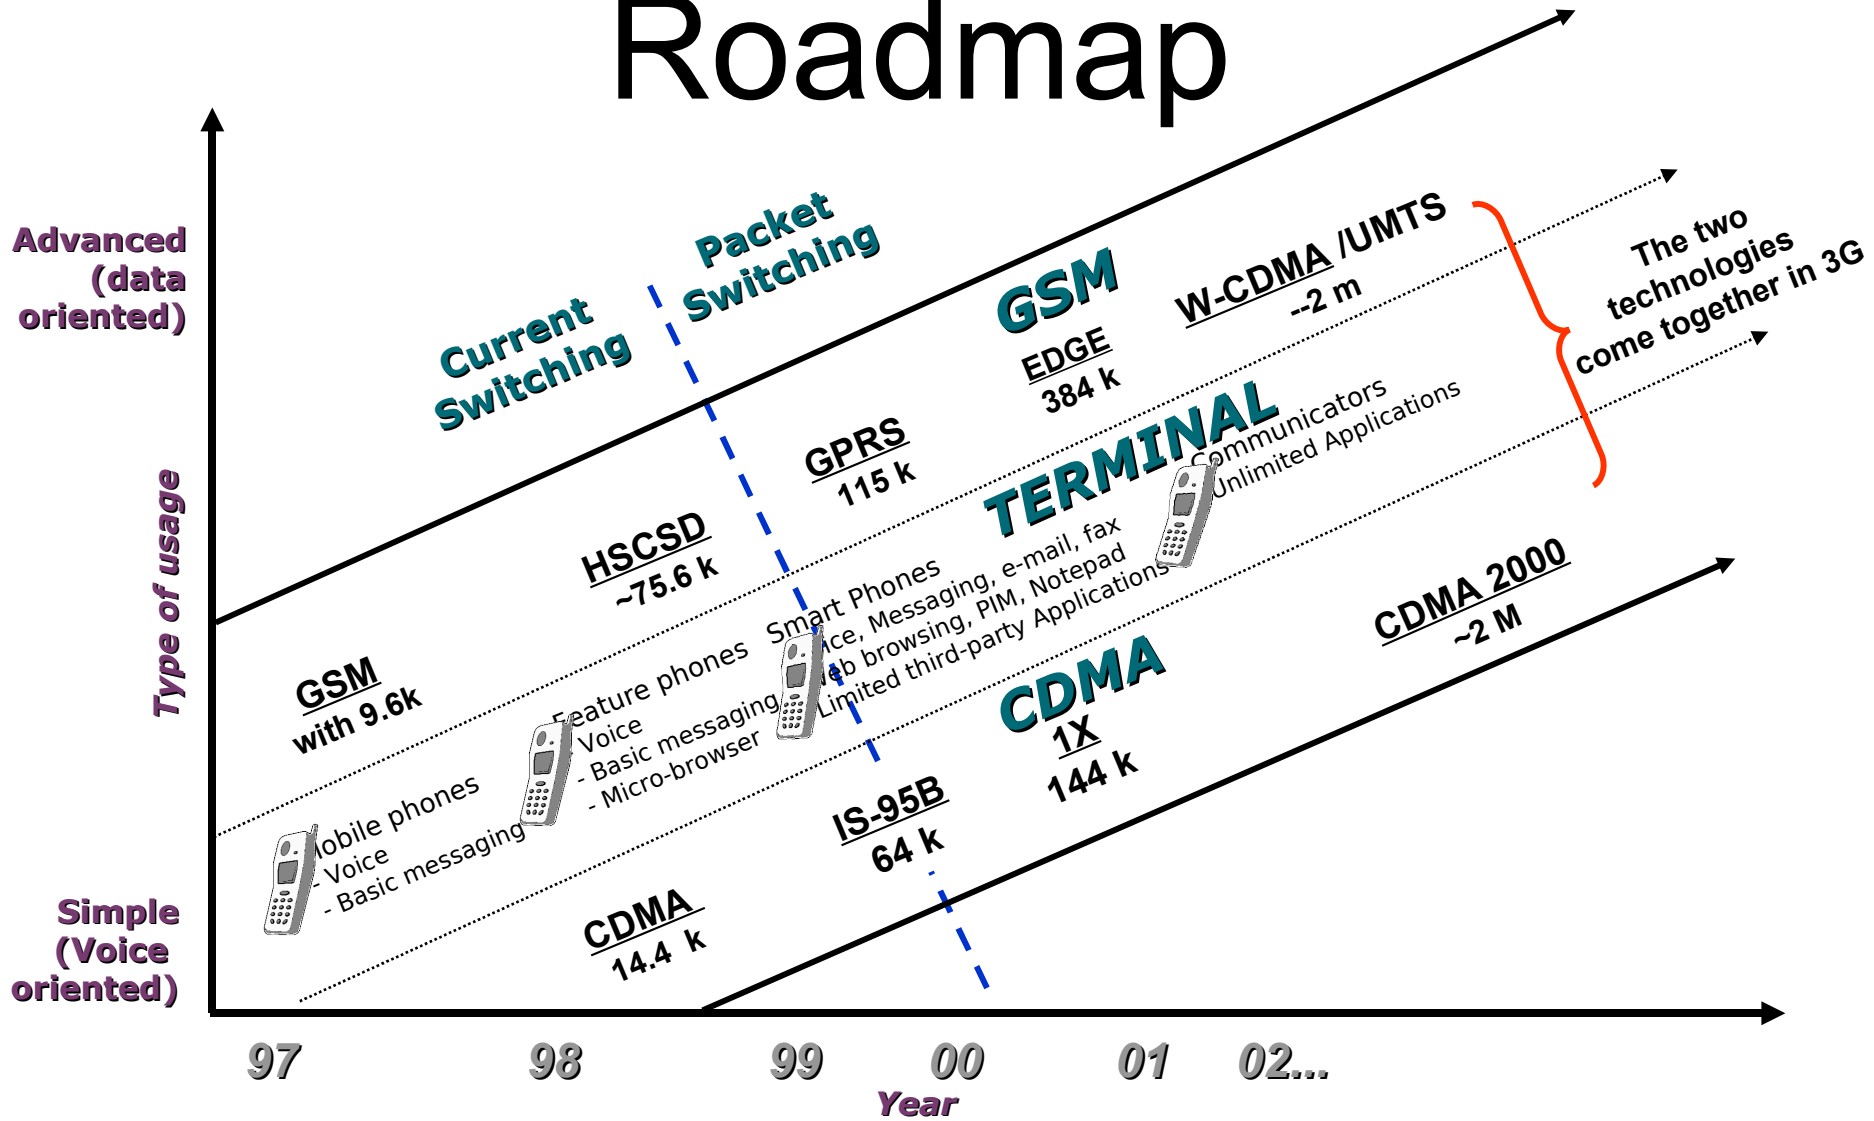 Roadmap
Advanced
(data
oriented)
Type of usage
Simple
(Voice
oriented)
Current
Switching
Packet
Switching
GSM
GSM
with 9.6k
HSCSD
~75.6 k
GPRS
115 k
EDGE
384 k
W-CDMA /UMTS
~2 m
The two
technologies
come together in 3G
TERMINAL
phones
- Voice
- Basic messaging
phones
Voice
- Basic messaging
- Micro-browser
Smart Phones
Messaging, e-mail, fax
browsing, PIM, Notepad
Limited third-party Applications
Communicators
Unlimited Applications
CDMA
CDMA
14.4 k
IS-95B
64 k
1X
144 k
CDMA 2000
~2 M
97 98 99 00 01 02...
Year